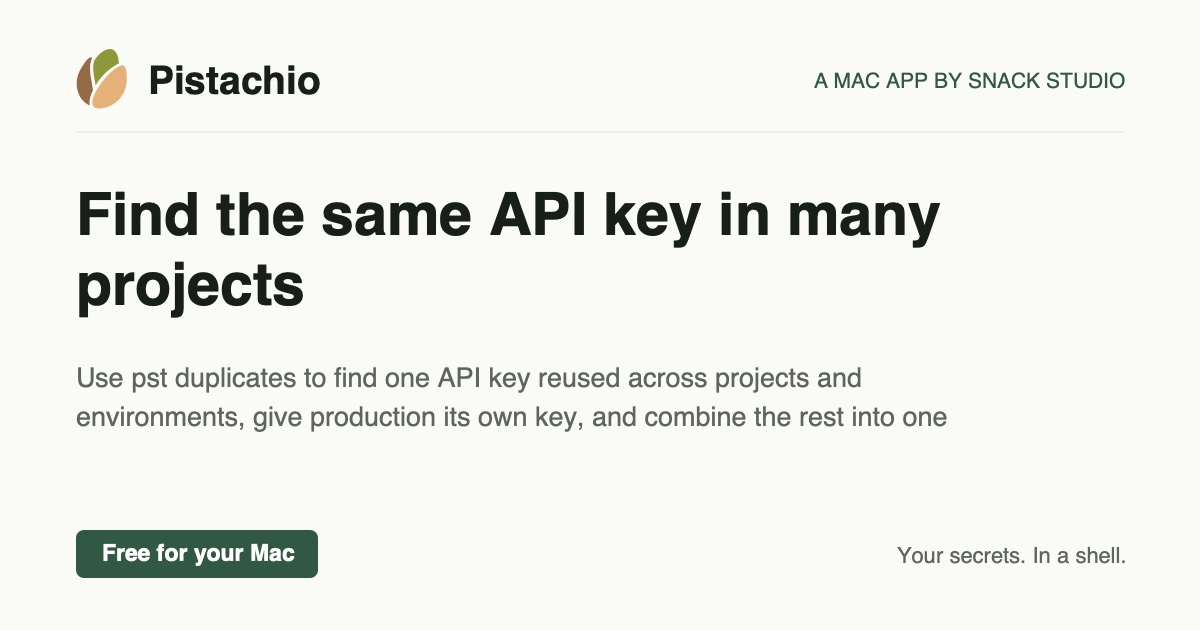 Pistachio
A MAC APP BY SNACK STUDIO
Find the same API key in many
projects
Use pst duplicates to find one API key reused across projects and
environments, give production its own key, and combine the rest into one
Free for your Mac
Your secrets. In a shell.